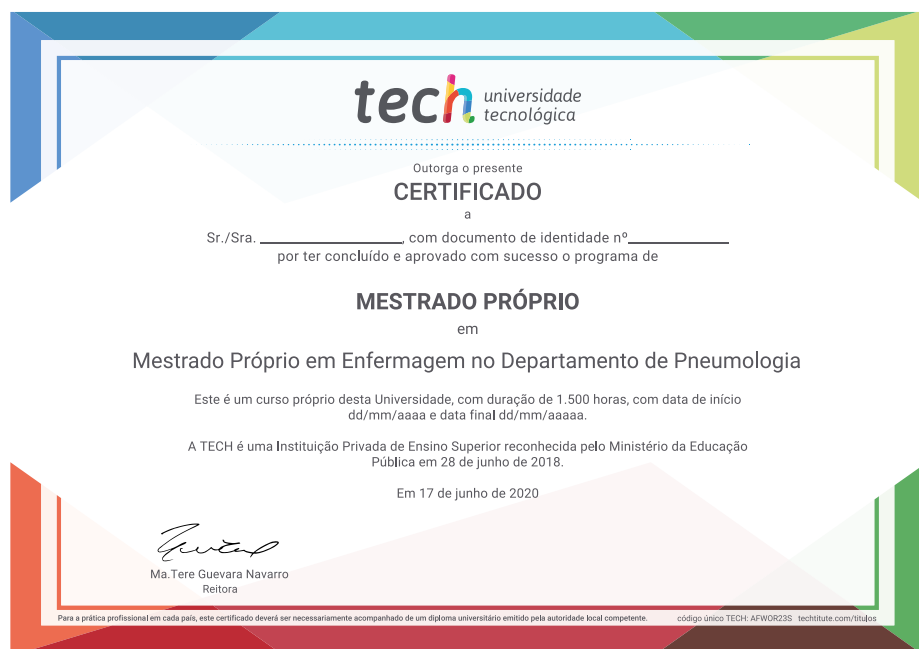 tech universidade
tecnológica
Outorga o presente
CERTIFICADO
a
Sr./Sra. , com documento de identidade nº
por ter concluído e aprovado com sucesso o programa de
MESTRADO PRÓPRIO
em
Mestrado Próprio em Enfermagem no Departamento de Pneumologia
Este é um curso próprio desta Universidade, com duração de 1.500 horas, com data de início
dd/mm/aaaa e data final dd/mm/aaaaa.
A TECH é uma Instituição Privada de Ensino Superior reconhecida pelo Ministério da Educação
Pública em 28 de junho de 2018.
Em 17 de junho de 2020
Ma.Tere Guevara Navarro
Reitora
Para a prática profissional em cada país, este certificado deverá ser necessariamente acompanhado de um diploma universitário emitido pela autoridade local competente. código único TECH: AFWOR23S techtitute.com/titulos